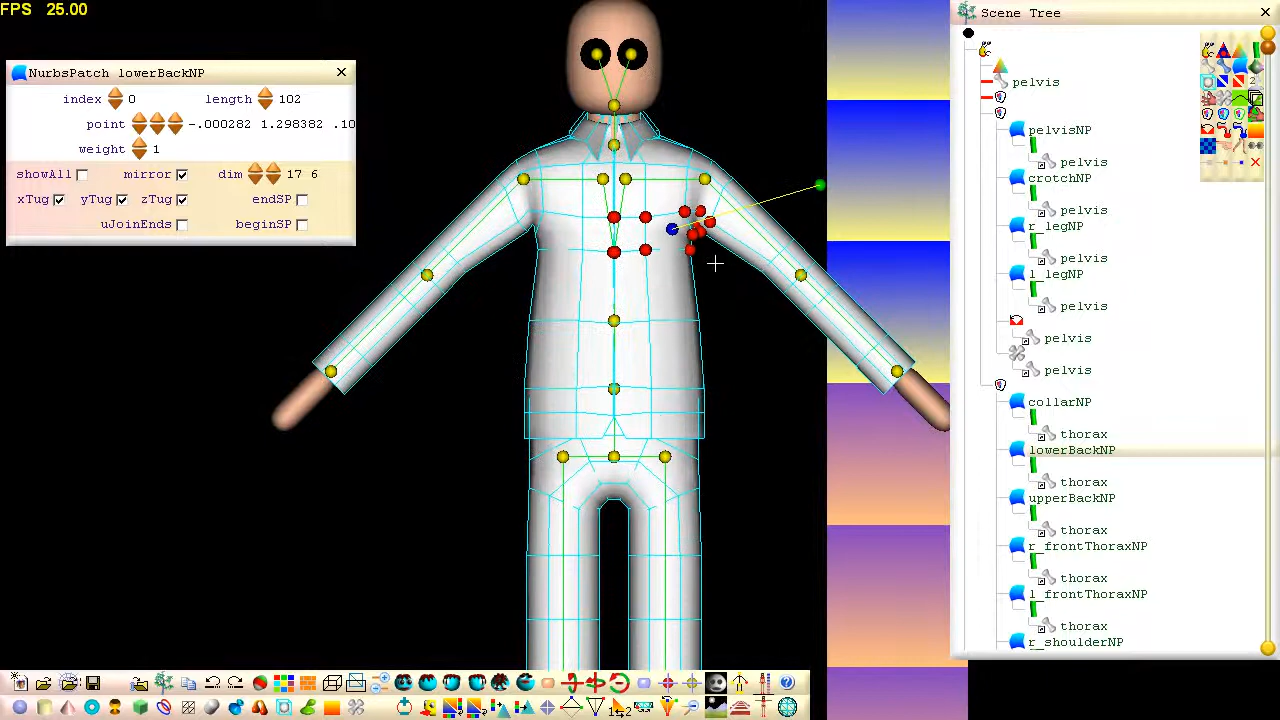 FPS 25.00
NurbsPatch lowerBackNP
index 0 length 102
point -.000282 1.298382 .10
weight 1
showAll mirror dim 17 6
xTug yTug zTug endSP
uJoinEnds beginSP
Scene Tree
pelvis
pelvisNP
pelvis
crotchNP
pelvis
r_legNP
pelvis
l_legNP
pelvis
pelvis
pelvis
collarNP
thorax
lowerBackNP
thorax
upperBackNP
thorax
r_frontThoraxNP
thorax
l_frontThoraxNP
thorax
r_shoulderNP